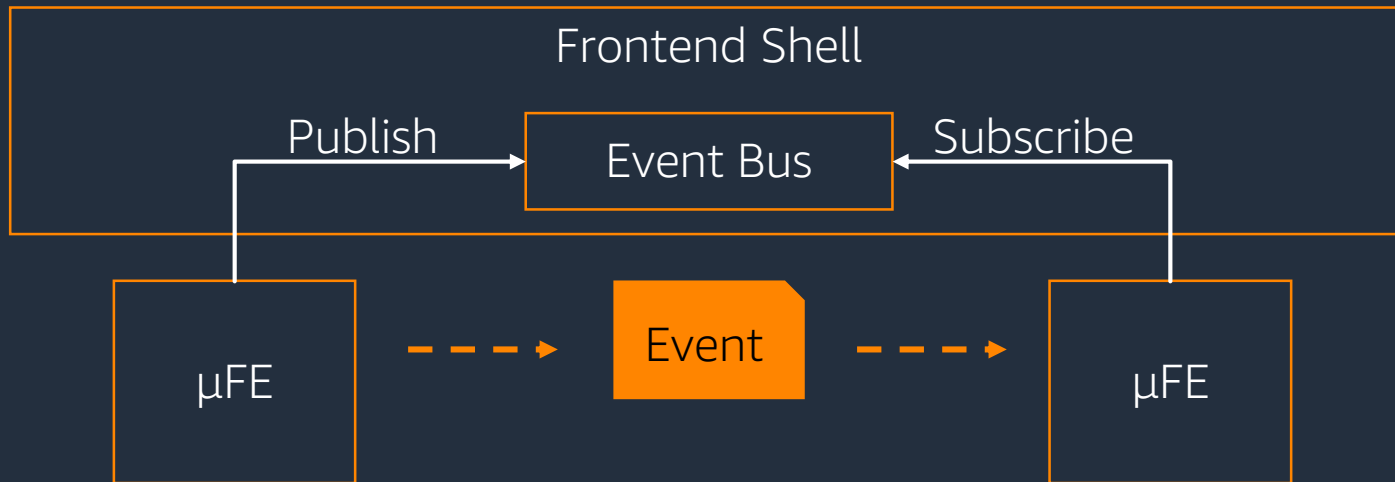 Frontend Shell
Publish
Event Bus
Subscribe
µFE
Event
µFE